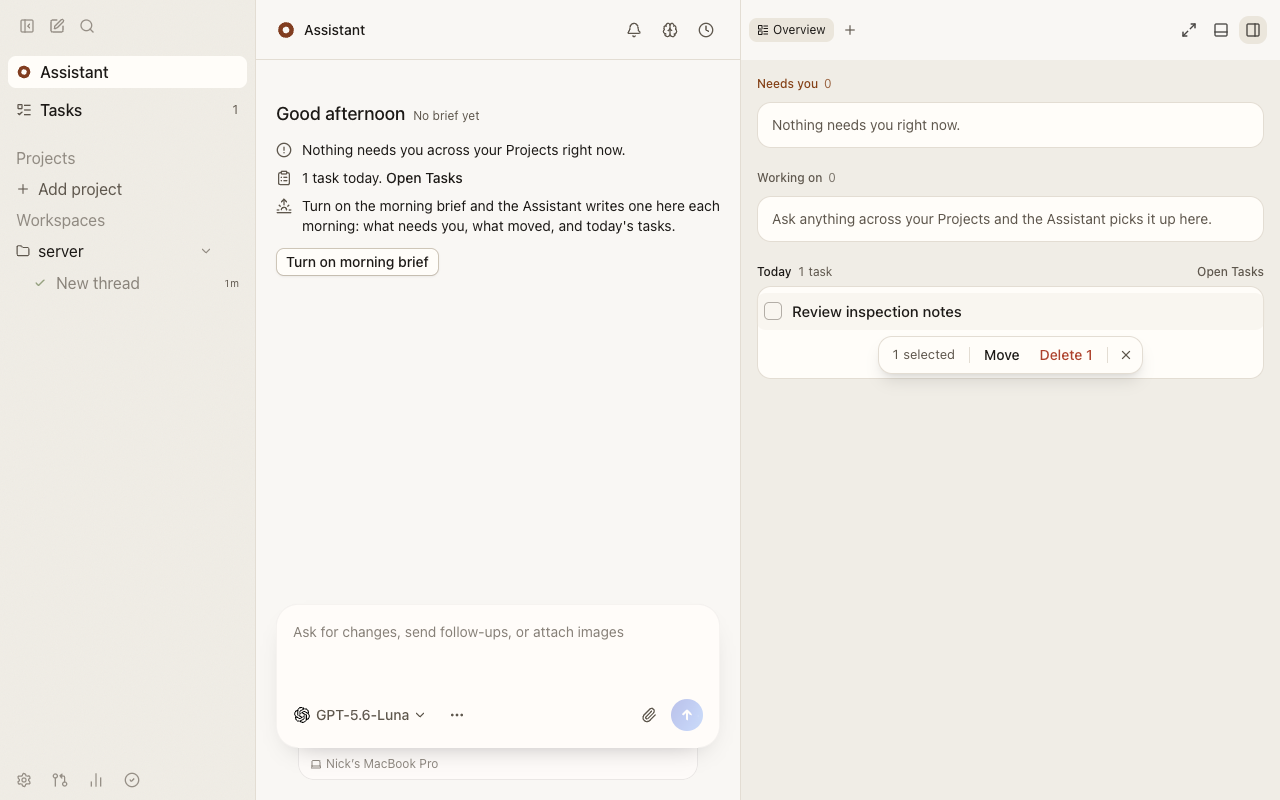 Assistant
Tasks 1
Projects
Add project
Workspaces
server
New thread 1m
Assistant
Good afternoon No brief yet
Nothing needs you across your Projects right now.
1 task today. Open Tasks
Turn on the morning brief and the Assistant writes one here each
morning: what needs you, what moved, and today's tasks.
Turn on morning brief
Ask for changes, send follow-ups, or attach images
GPT-5.6-Luna
Nick's MacBook Pro
Overview
Needs you 0
Nothing needs you right now.
Working on 0
Ask anything across your Projects and the Assistant picks it up here.
Today 1 task Open Tasks
Review inspection notes
1 selected Move Delete 1